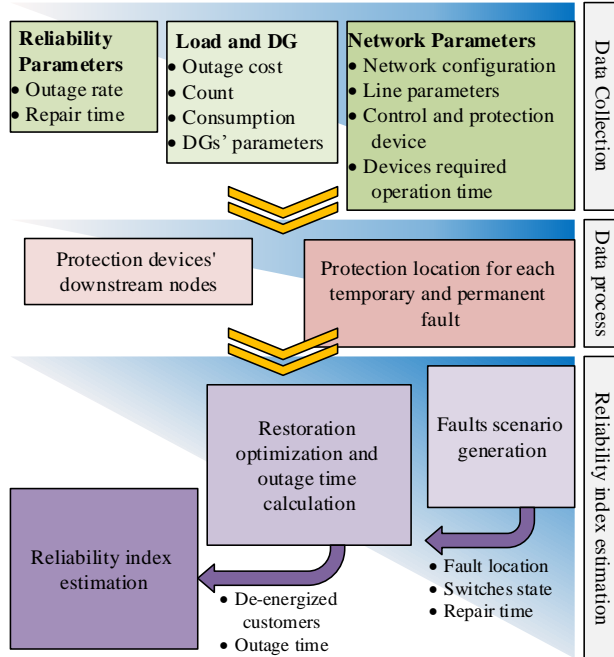 Reliability
Parameters
• Outage rate
• Repair time
Load and DG
• Outage cost
• Count
• Consumption
• DGs’ parameters
Network Parameters
• Network configuration
• Line parameters
• Control and protection
device
• Devices required
operation time
Data Collection
Protection devices'
downstream nodes
Protection location for each
temporary and permanent
fault
Data process
Restoration
optimization and
outage time
calculation
Faults scenario
generation
Reliability index
estimation
• De-energized
customers
• Outage time
• Fault location
• Switches state
• Repair time
Reliability index estimation